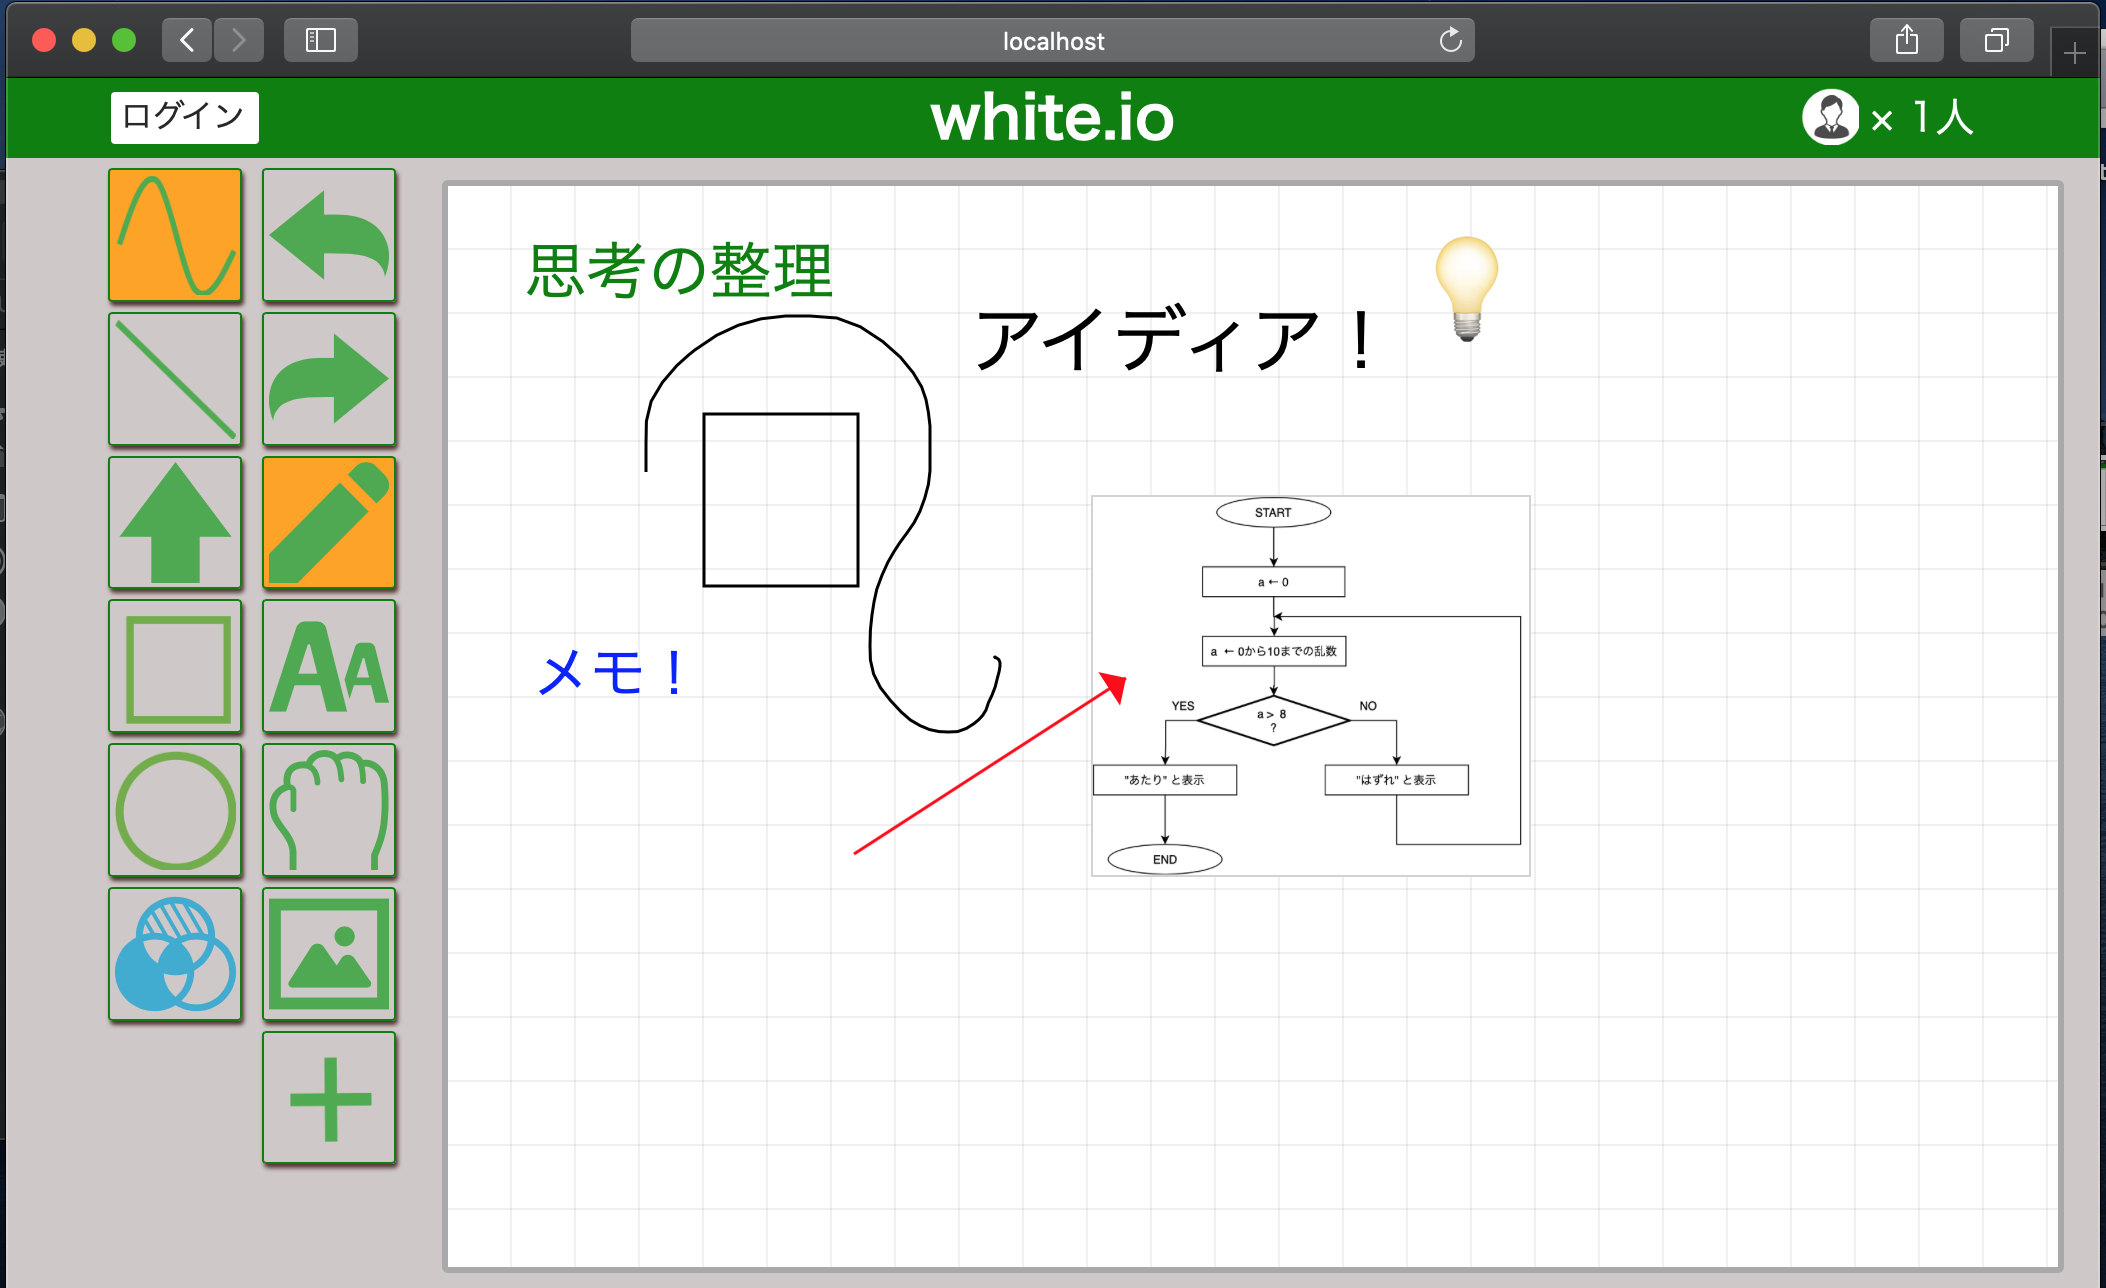 localhost
ログイン
white.io
× 1人
思考の整理
アイディア！
START
a ← 0
a ← 0から10までの乱数
メモ！
YES
NO
a > 8
?
"あたり" と表示
"はずれ" と表示
END